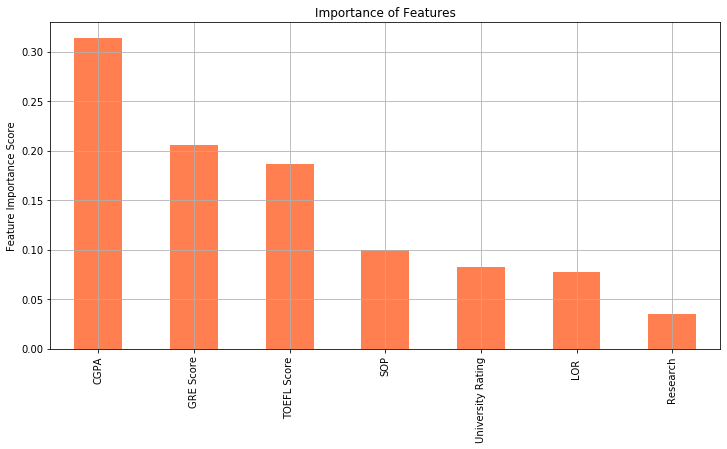 Importance of Features
Feature Importance Score
0.30
0.25
0.20
0.15
0.10
0.05
0.00
CGPA
GRE Score
TOEFL Score
SOP
University Rating
LOR
Research